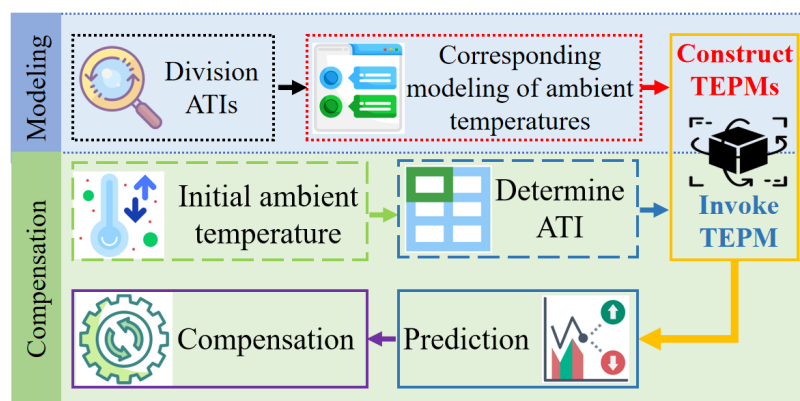 Modeling
Division
ATIs
Corresponding
modeling of ambient
temperatures
Construct
TEPMs
Compensation
Initial ambient
temperature
Determine
ATI
Invoke
TEPM
Compensation
Prediction